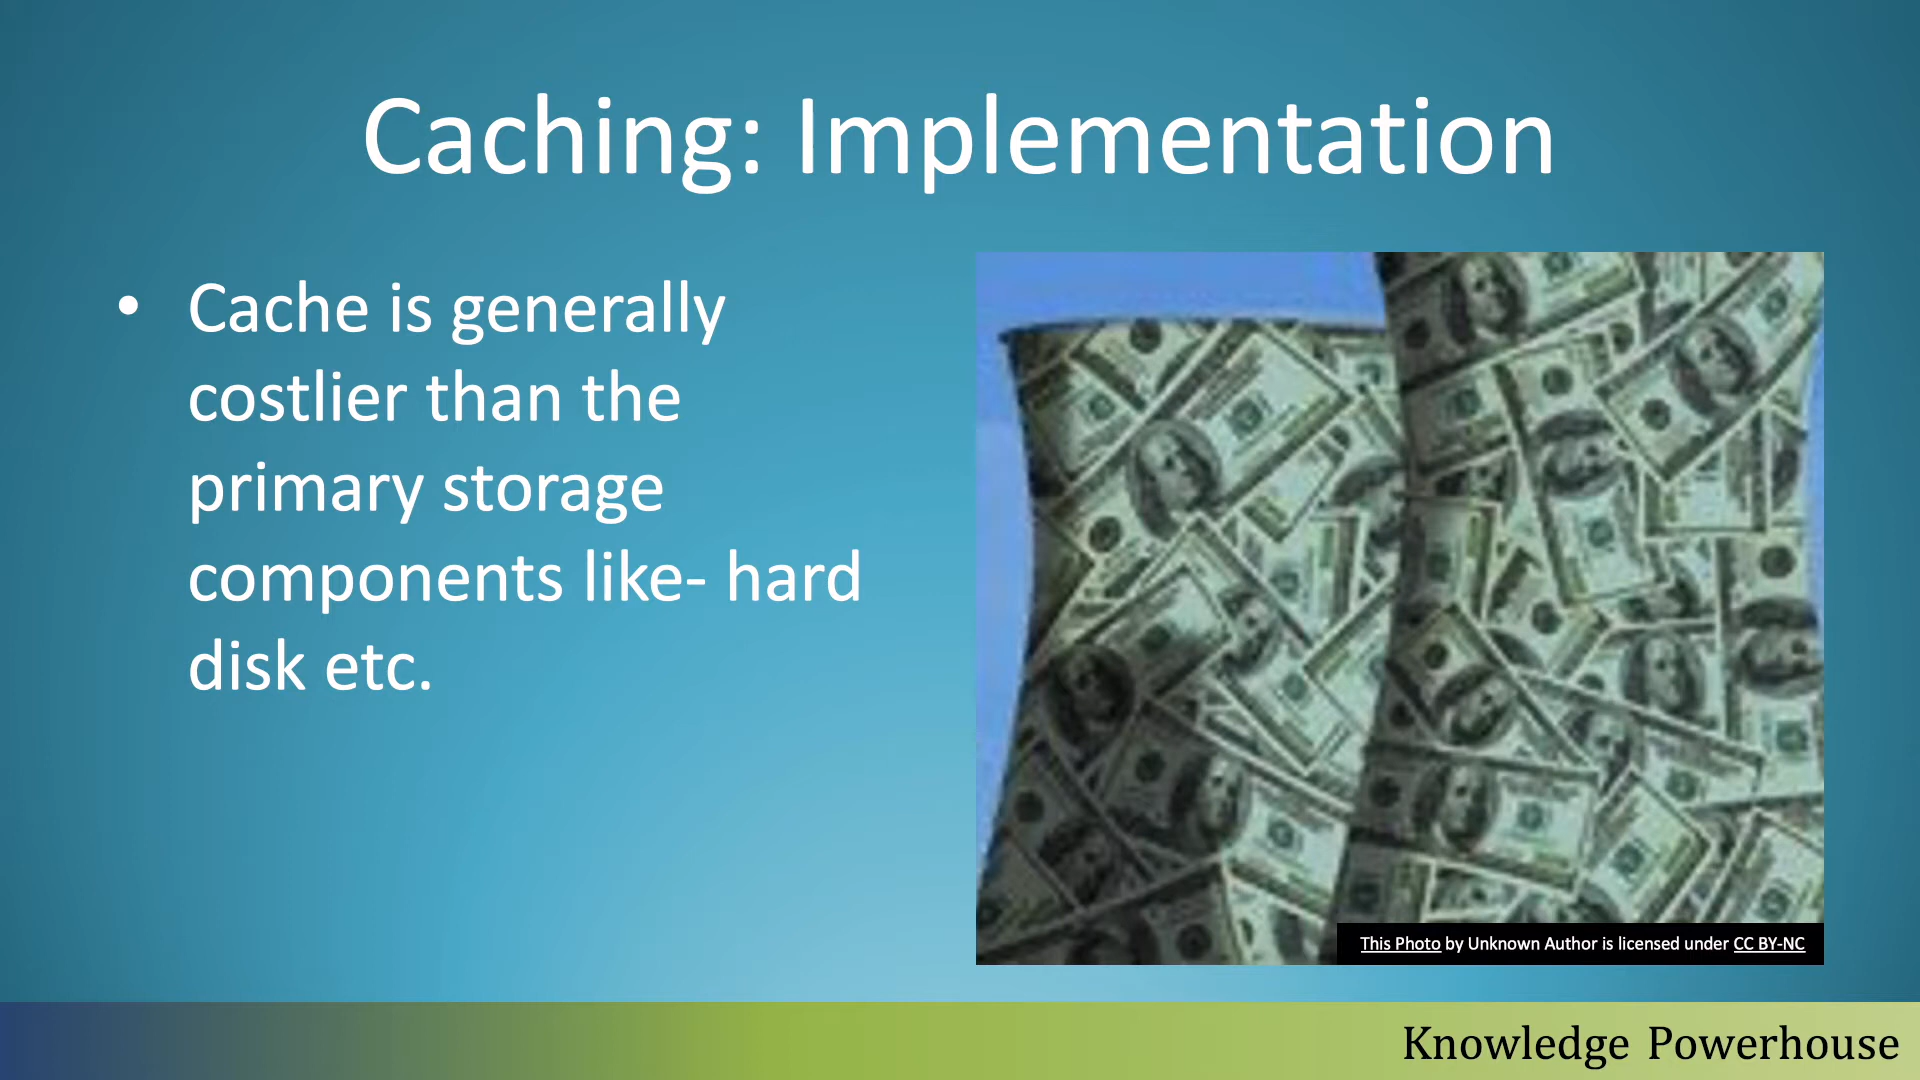 Caching: Implementation
• Cache is generally
costlier than the
primary storage
components like- hard
disk etc.
This Photo by Unknown Author is licensed under CC BY-NC
Knowledge Powerhouse